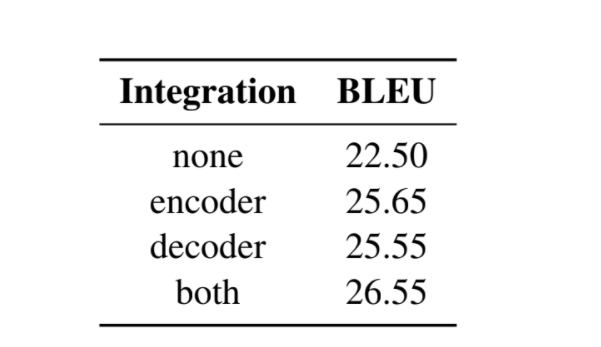 Integration BLEU
none 22.50
encoder 25.65
decoder 25.55
both 26.55